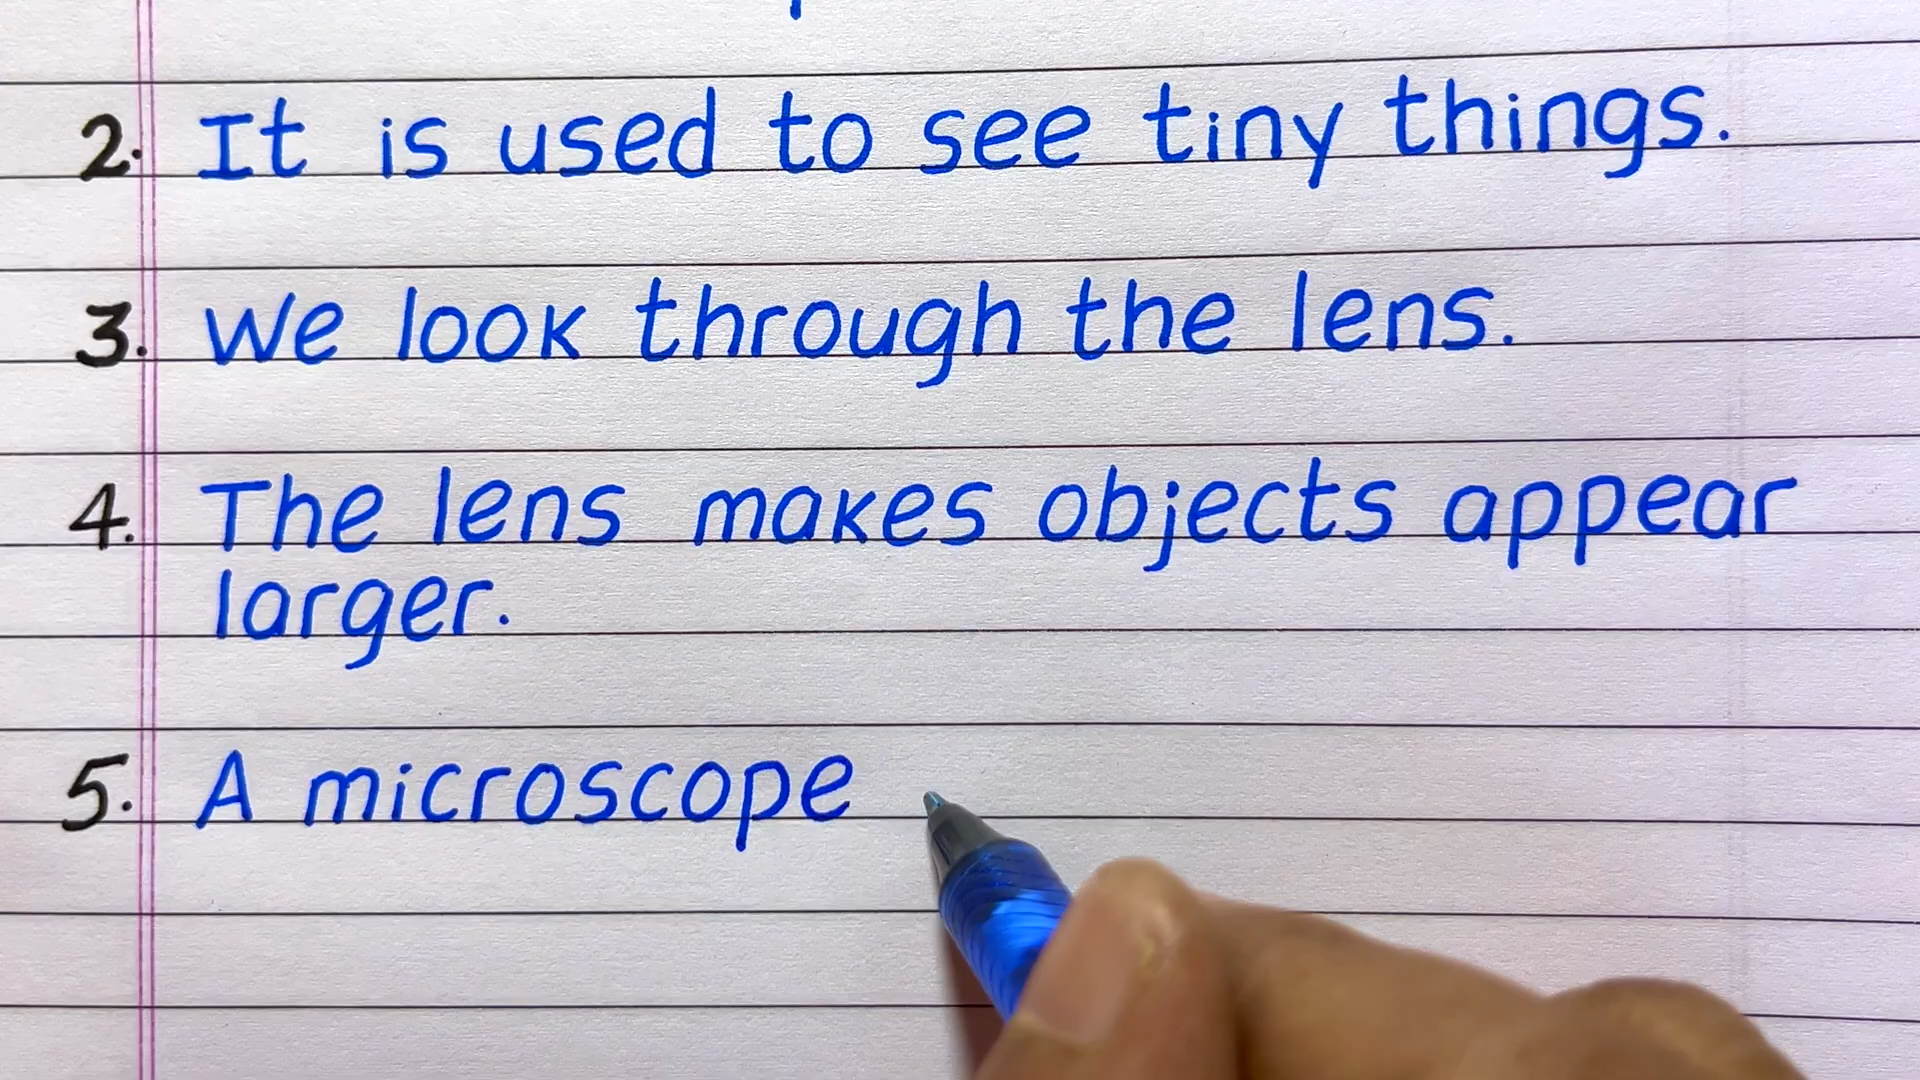 2. It is used to see tiny things.
3. We look through the lens.
4. The lens makes objects appear
larger.
5. A microscope